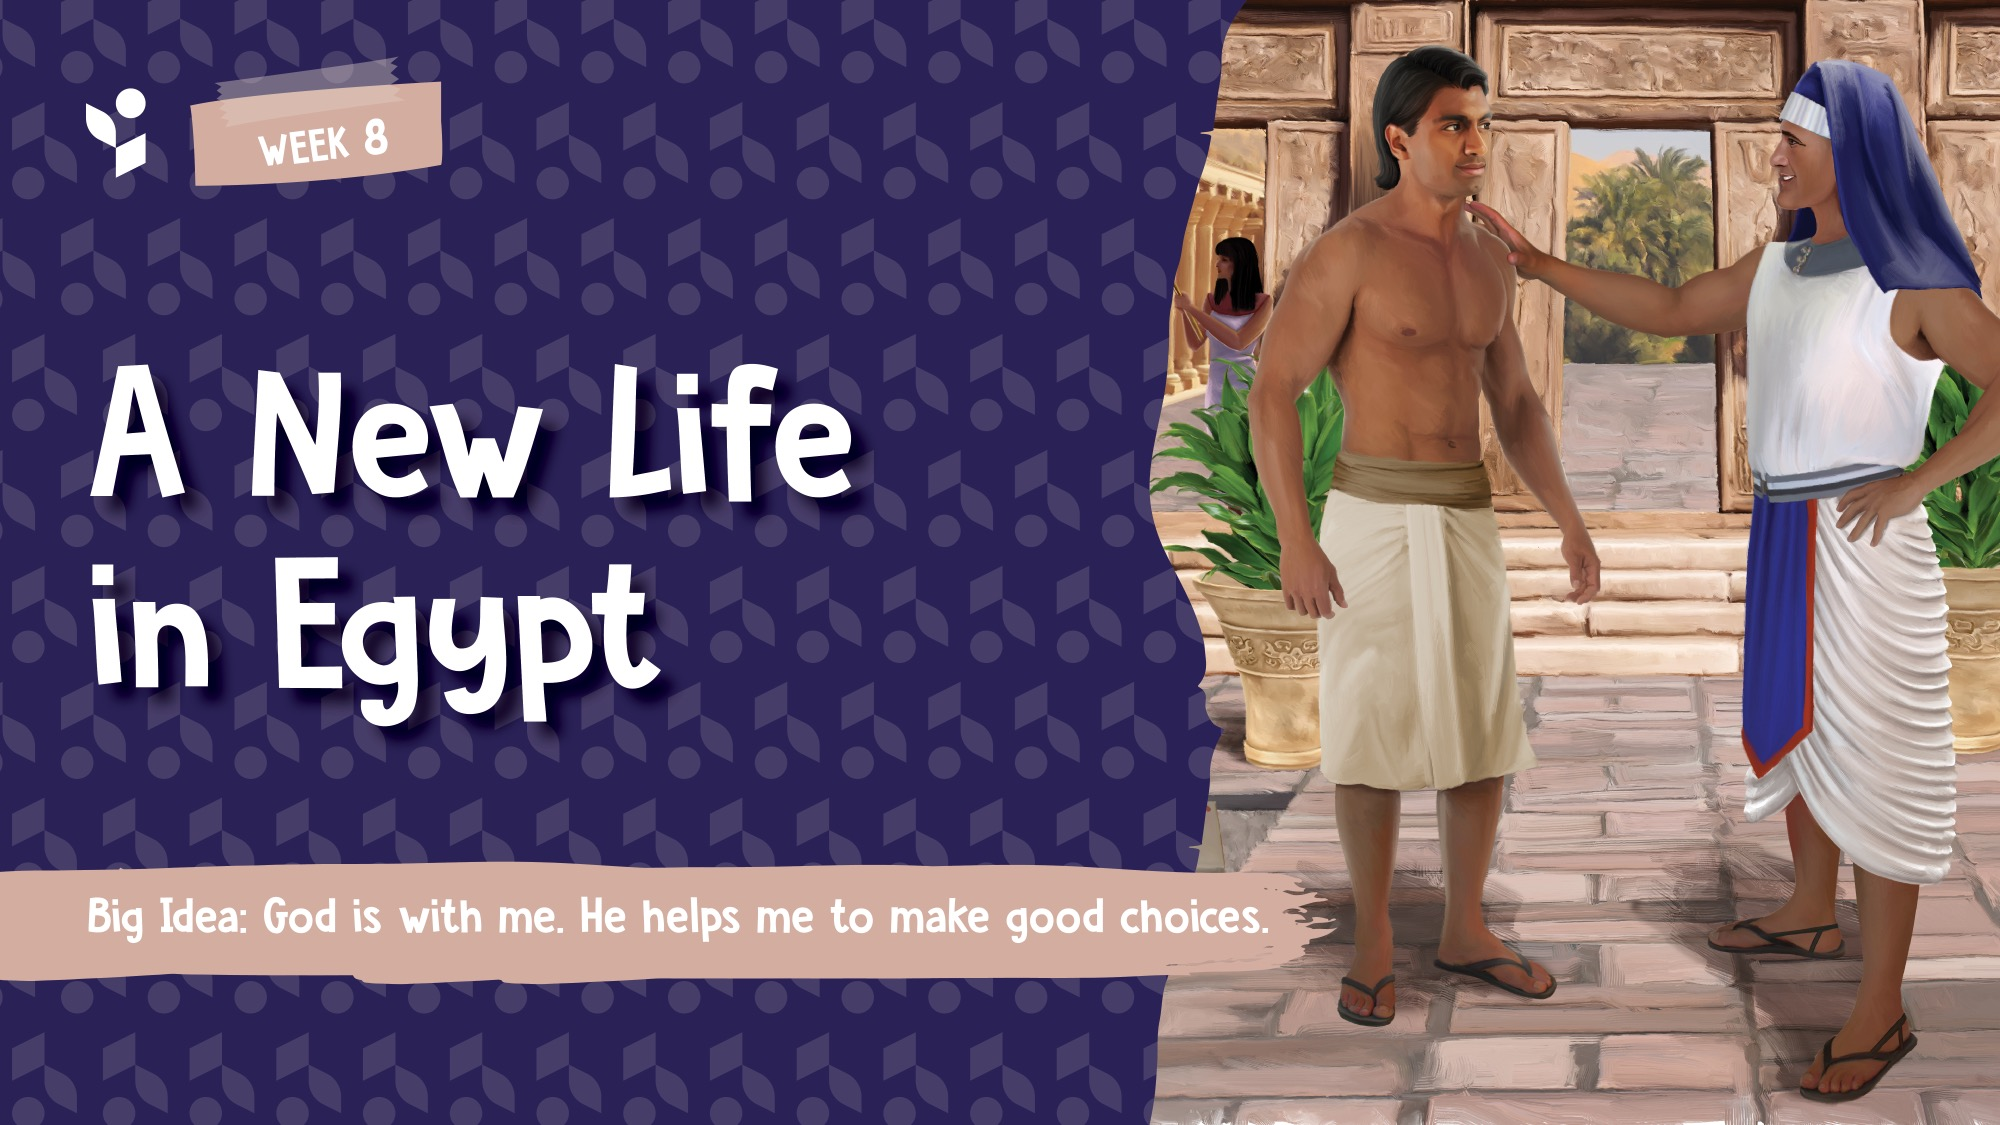 WEEK 8
A New Life
in Egypt
Big Idea: God is with me. He helps me to make good choices.